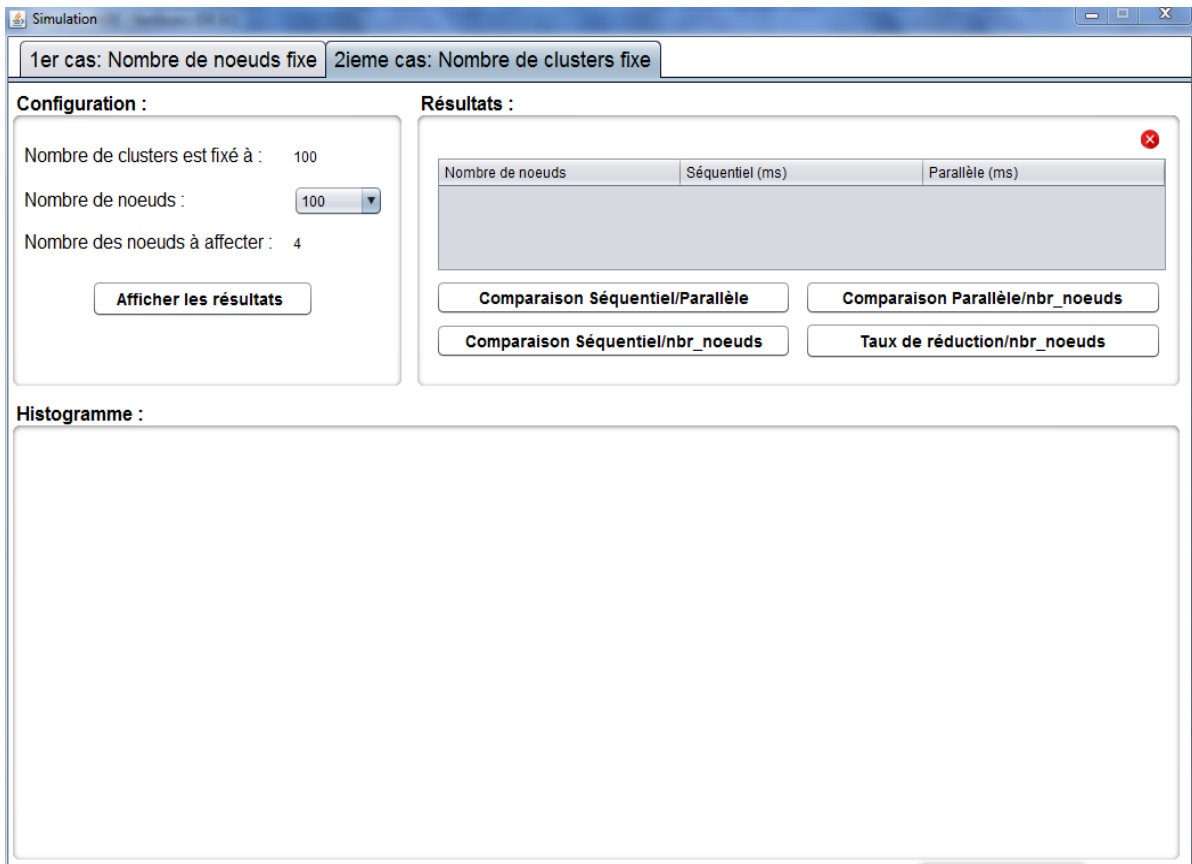 Simulation
1er cas: Nombre de noeuds fixe
2ieme cas: Nombre de clusters fixe
Configuration :
Nombre de clusters est fixé à : 100
Nombre de noeuds : 100
Nombre des noeuds à affecter : 4
Afficher les résultats
Résultats :
Nombre de noeuds Séquentiel (ms) Parallèle (ms)
Comparaison Séquentiel/Parallèle
Comparaison Parallèle/nbr_noeuds
Comparaison Séquentiel/nbr_noeuds
Taux de réduction/nbr_noeuds
Histogramme :